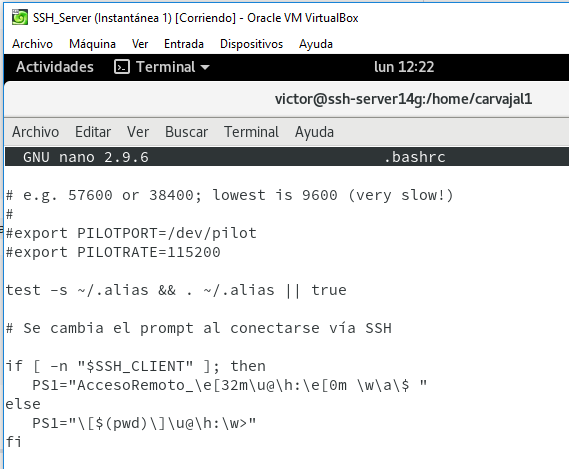 SSH_Server (Instantánea 1) [Corriendo] - Oracle VM VirtualBox
Archivo Máquina Ver Entrada Dispositivos Ayuda
Actividades Terminal lun 12:22
victor@ssh-server14g:/home/carvajal1
Archivo Editar Ver Buscar Terminal Ayuda
GNU nano 2.9.6 .bashrc
# e.g. 57600 or 38400; lowest is 9600 (very slow!)
#
#export PILOTPORT=/dev/pilot
#export PILOTRATE=115200
test -s ~/.alias && . ~/.alias || true
# Se cambia el prompt al conectarse vía SSH
if [ -n "$SSH_CLIENT" ]; then
PS1="AccesoRemoto_\e[32m\u@\h:\e[0m \w\a\$ "
else
PS1="\[$(pwd)\]\u@\h:\w>"
fi